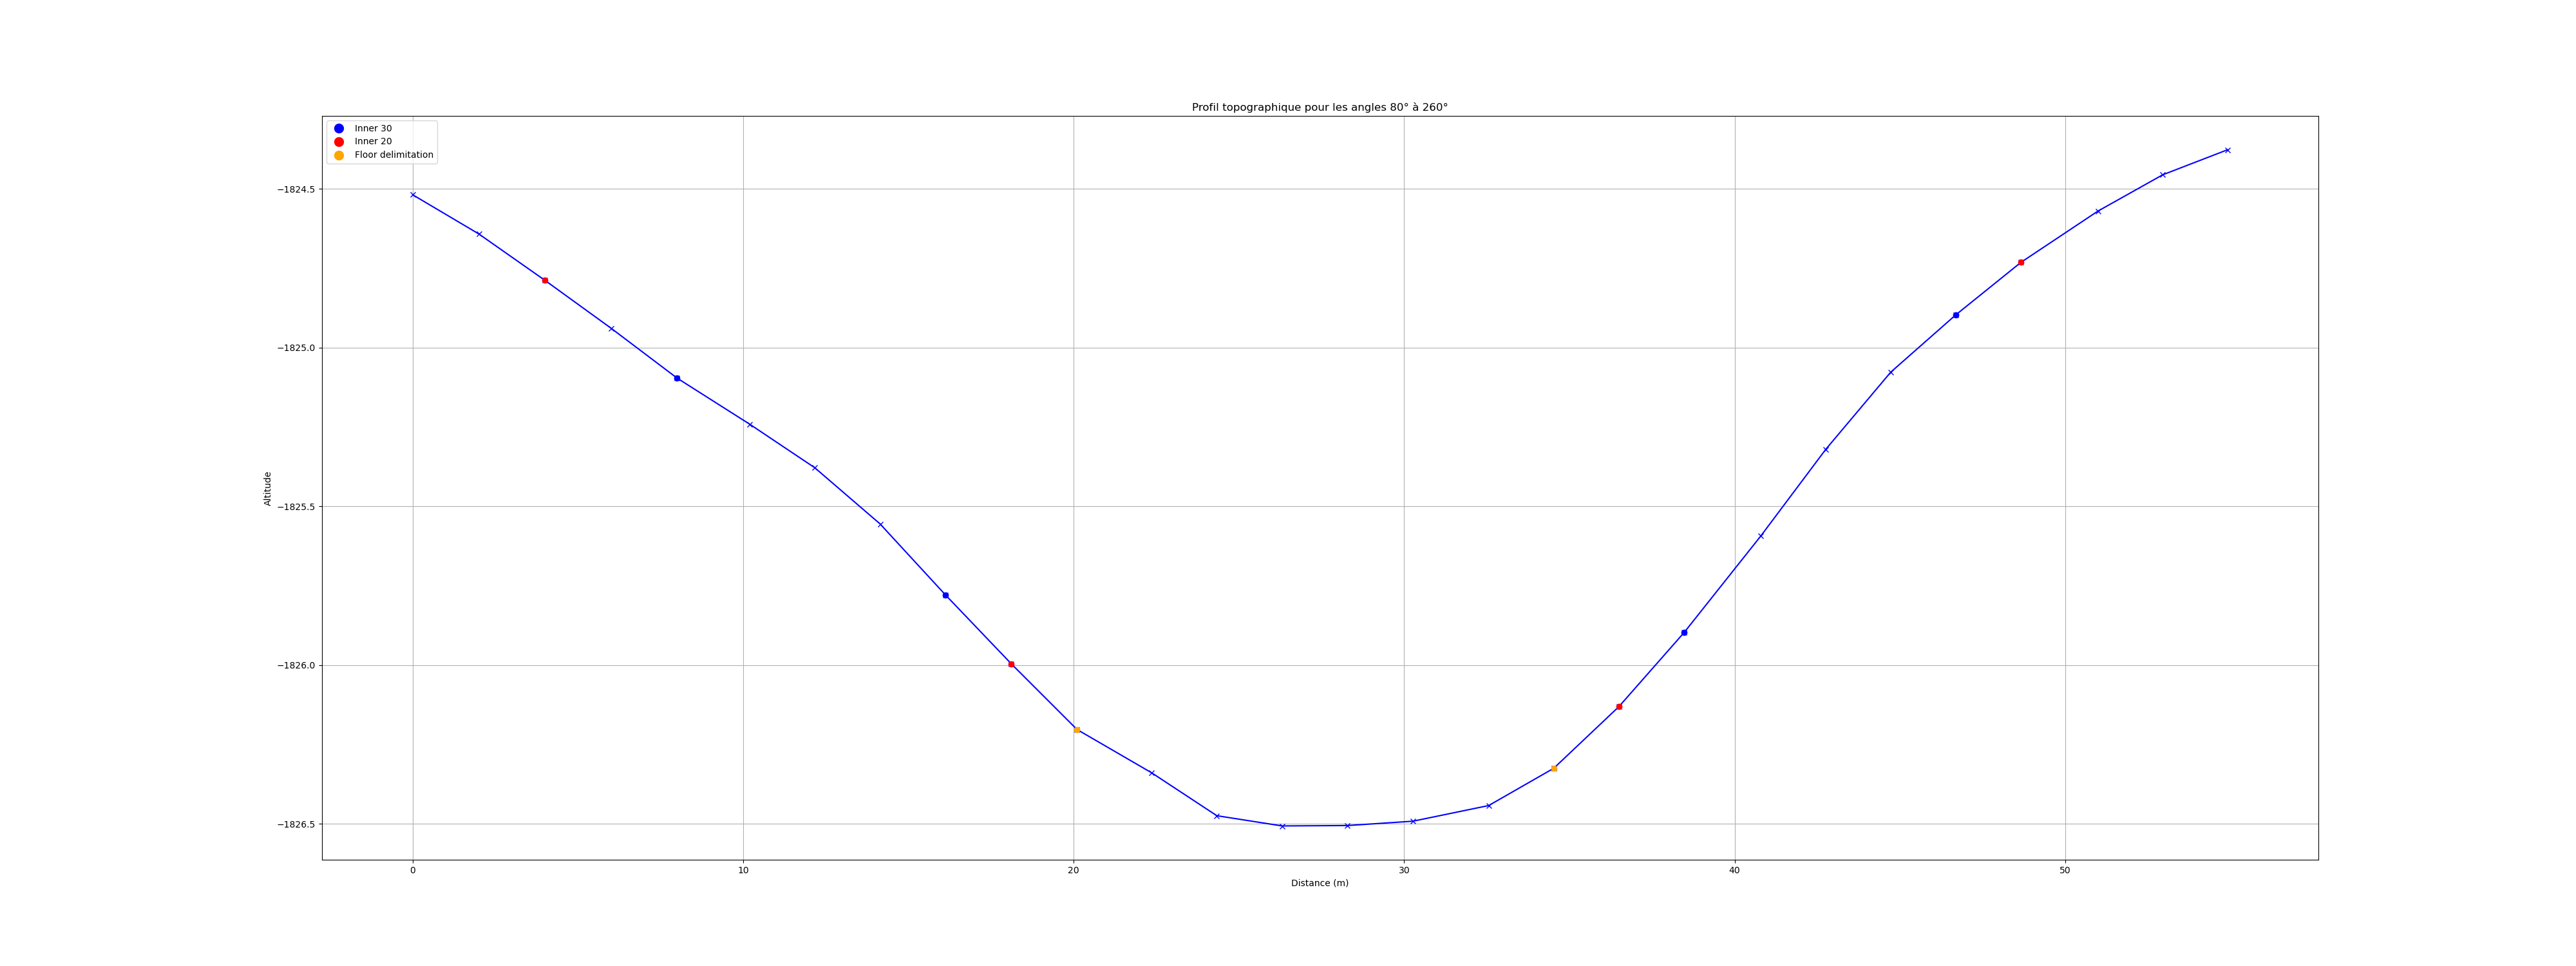 Profil topographique pour les angles 80° à 260°
Inner 30
Inner 20
Floor delimitation
−1824.5
−1825.0
−1825.5
−1826.0
−1826.5
Altitude
0 10 20 30 40 50
Distance (m)